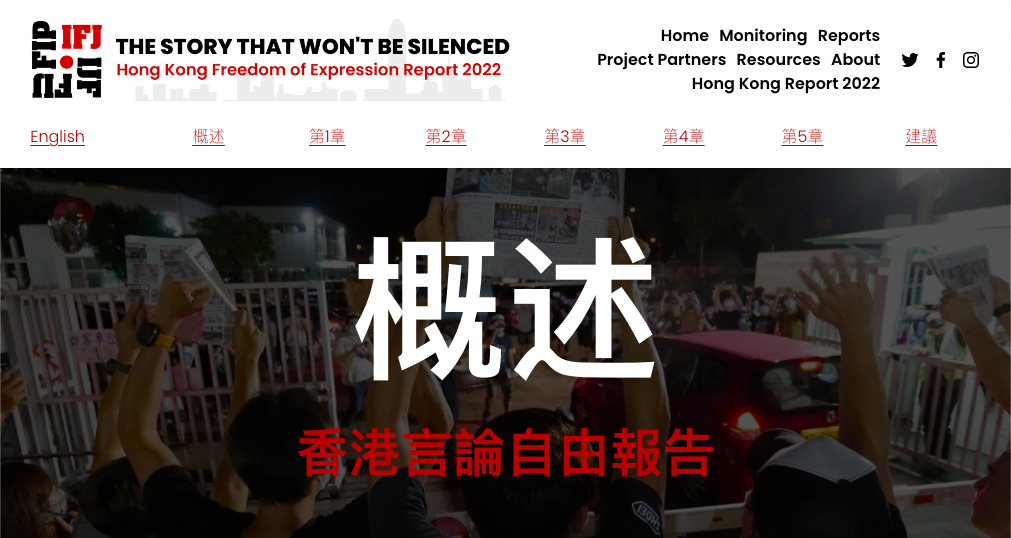 IFJ
FIP
FIJ
IJF
THE STORY THAT WON'T BE SILENCED
Hong Kong Freedom of Expression Report 2022
Home Monitoring Reports
Project Partners Resources About
Hong Kong Report 2022
English 概述 第1章 第2章 第3章 第4章 第5章 建議
概述
香港言論自由報告
SHOEI